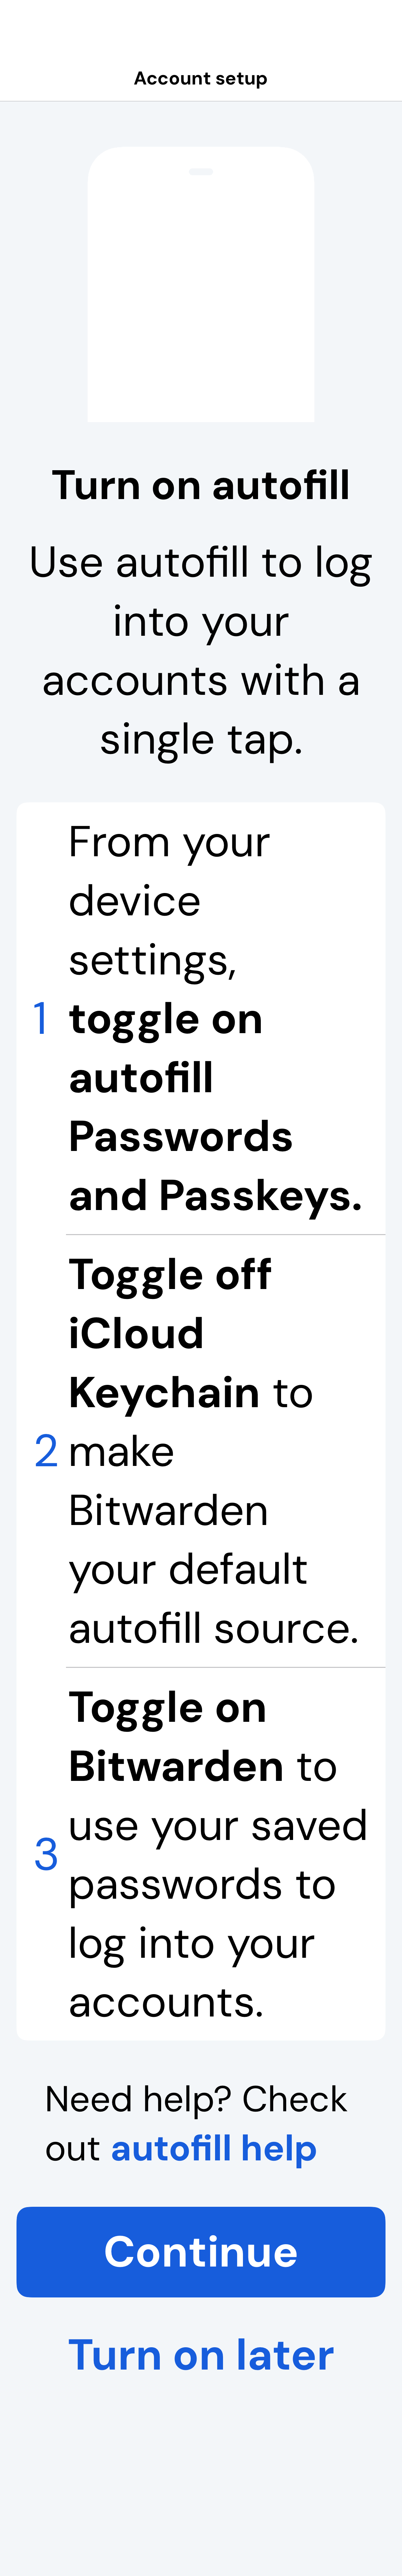 Account setup
Turn on autofill
Use autofill to log
into your
accounts with a
single tap.
From your
device
settings,
1 toggle on
autofill
Passwords
and Passkeys.
Toggle off
iCloud
Keychain to
2 make
Bitwarden
your default
autofill source.
Toggle on
Bitwarden to
use your saved
3 passwords to
log into your
accounts.
Need help? Check
out autofill help
Continue
Turn on later